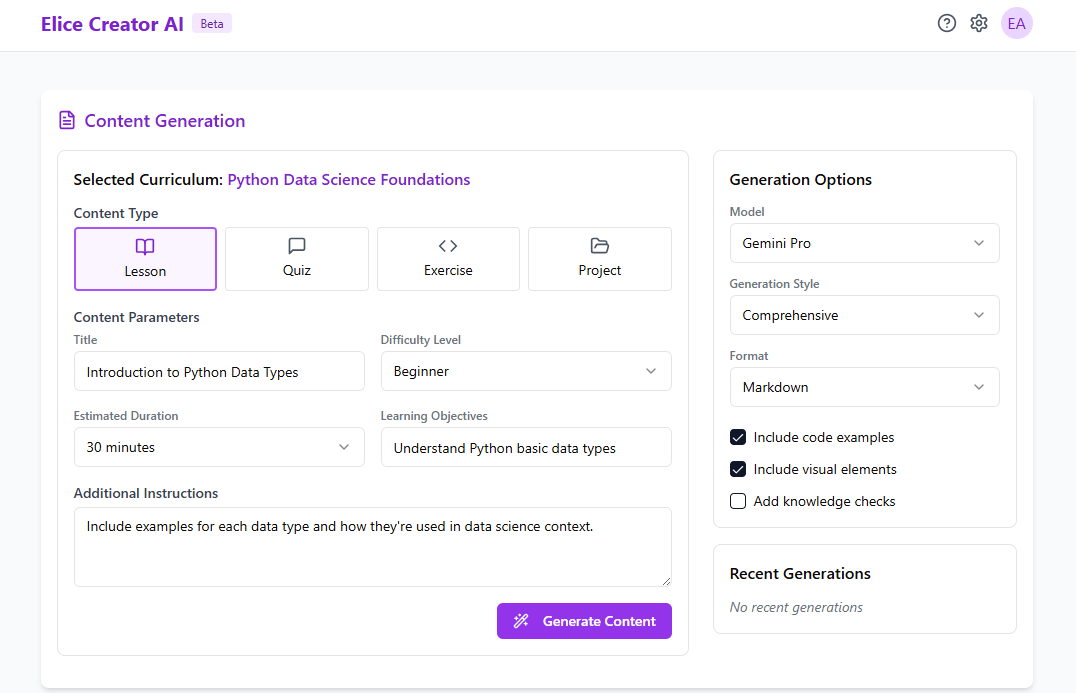 Elice Creator AI Beta
EA
Content Generation
Selected Curriculum: Python Data Science Foundations
Content Type
Lesson
Quiz
Exercise
Project
Content Parameters
Title
Introduction to Python Data Types
Difficulty Level
Beginner
Estimated Duration
30 minutes
Learning Objectives
Understand Python basic data types
Additional Instructions
Include examples for each data type and how they're used in data science context.
Generate Content
Generation Options
Model
Gemini Pro
Generation Style
Comprehensive
Format
Markdown
Include code examples
Include visual elements
Add knowledge checks
Recent Generations
No recent generations